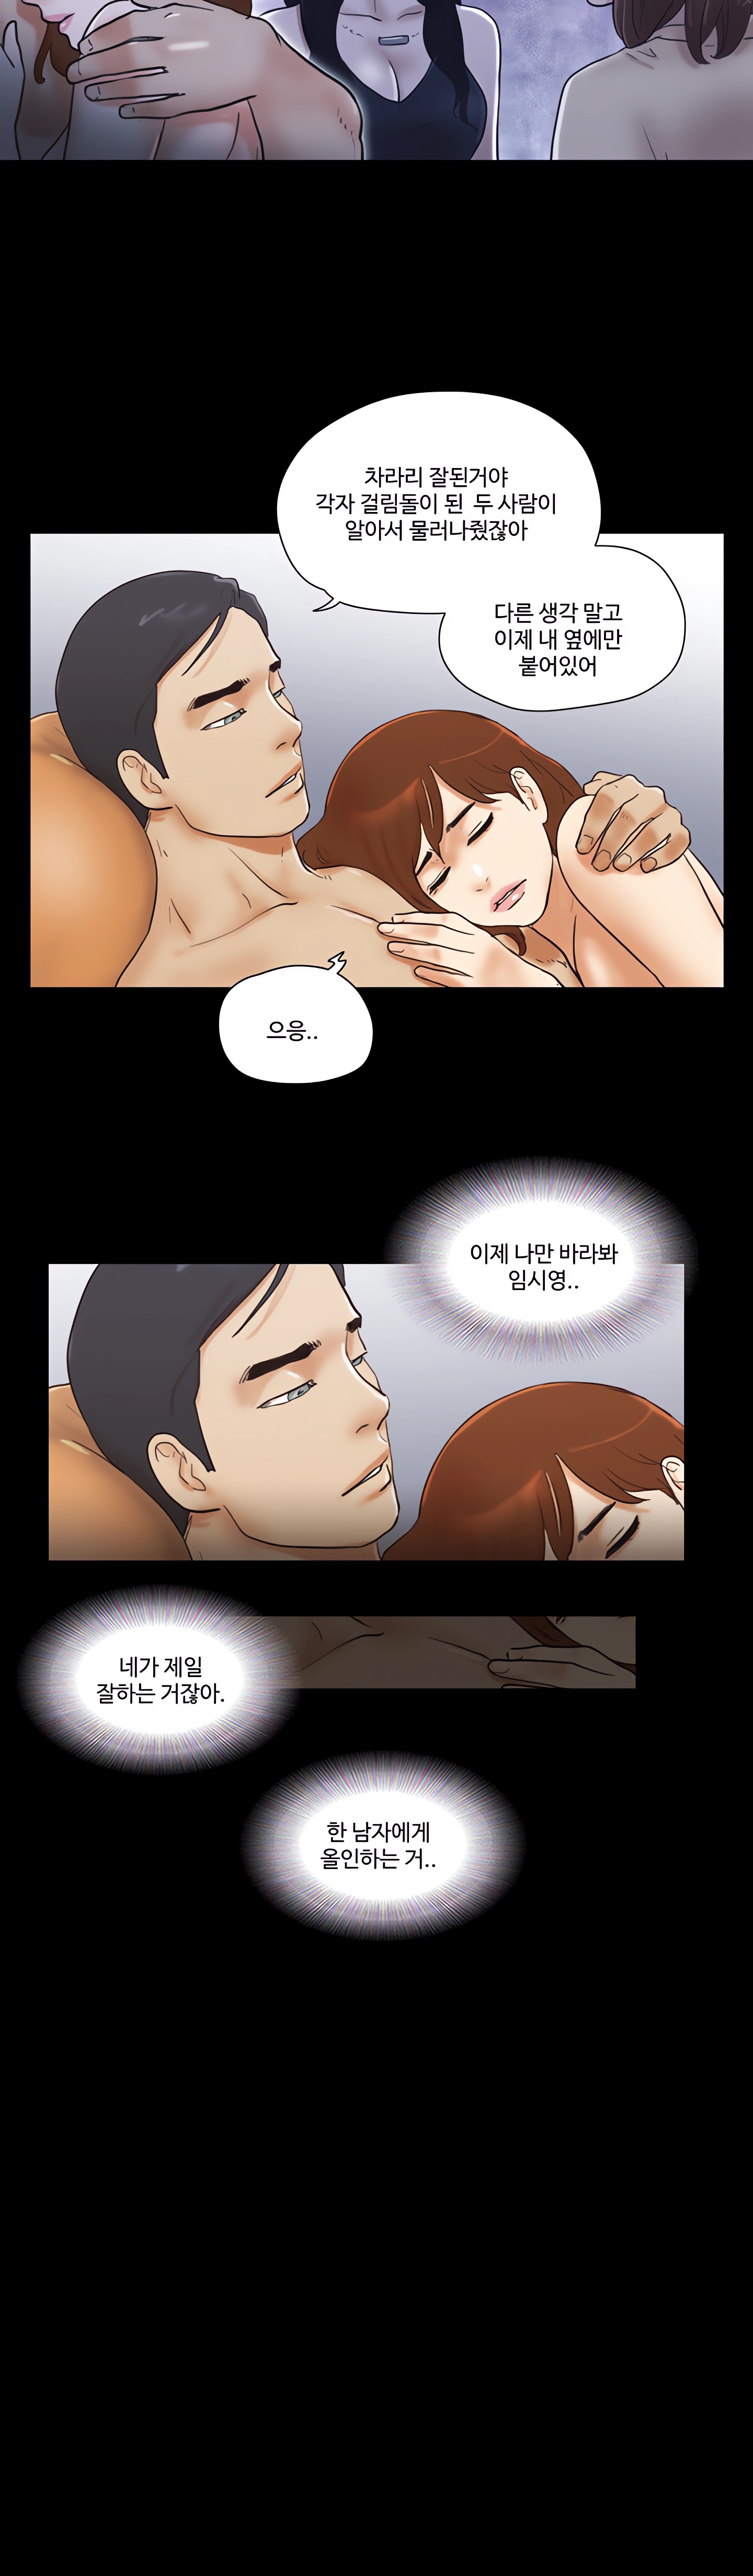 차라리 잘된거야
각자 걸림돌이 된 두 사람이
알아서 물러나줬잖아
다른 생각 말고
이제 내 옆에만
붙어있어
으응..
이제 나만 바라봐
임시영..
네가 제일
잘하는 거잖아.
한 남자에게
올인하는 거..